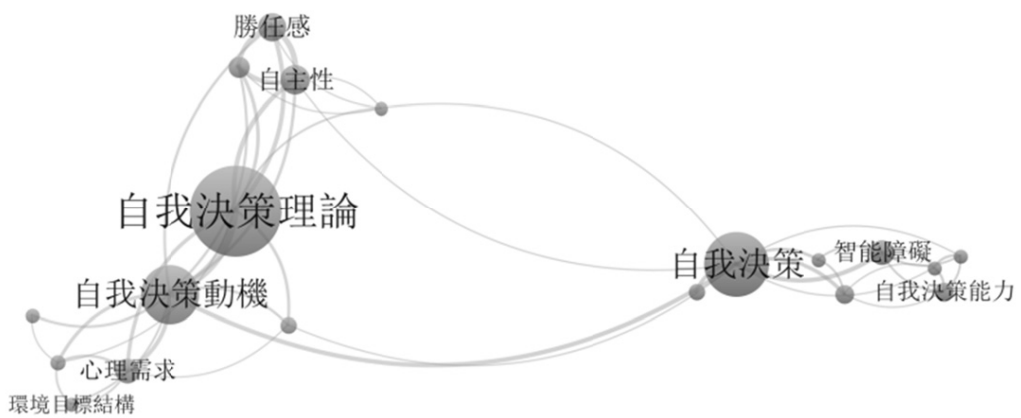 勝任感
自主性
自我決策理論
自我決策動機
心理需求
環境目標結構
自我決策
智能障礙
自我決策能力